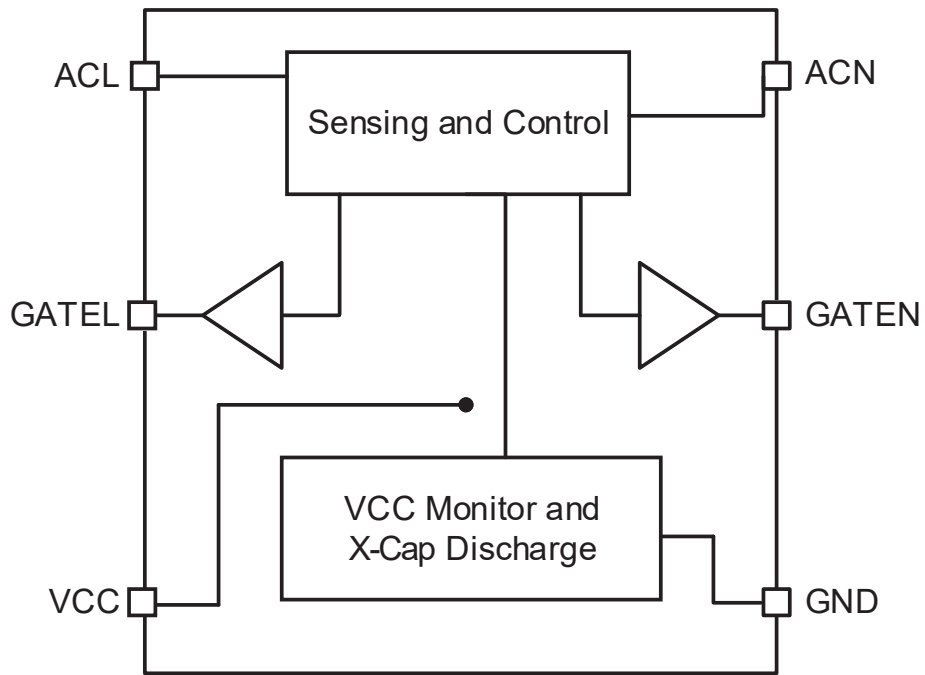 ACL
ACN
Sensing and Control
GATEL
GATEN
VCC Monitor and
X-Cap Discharge
VCC
GND